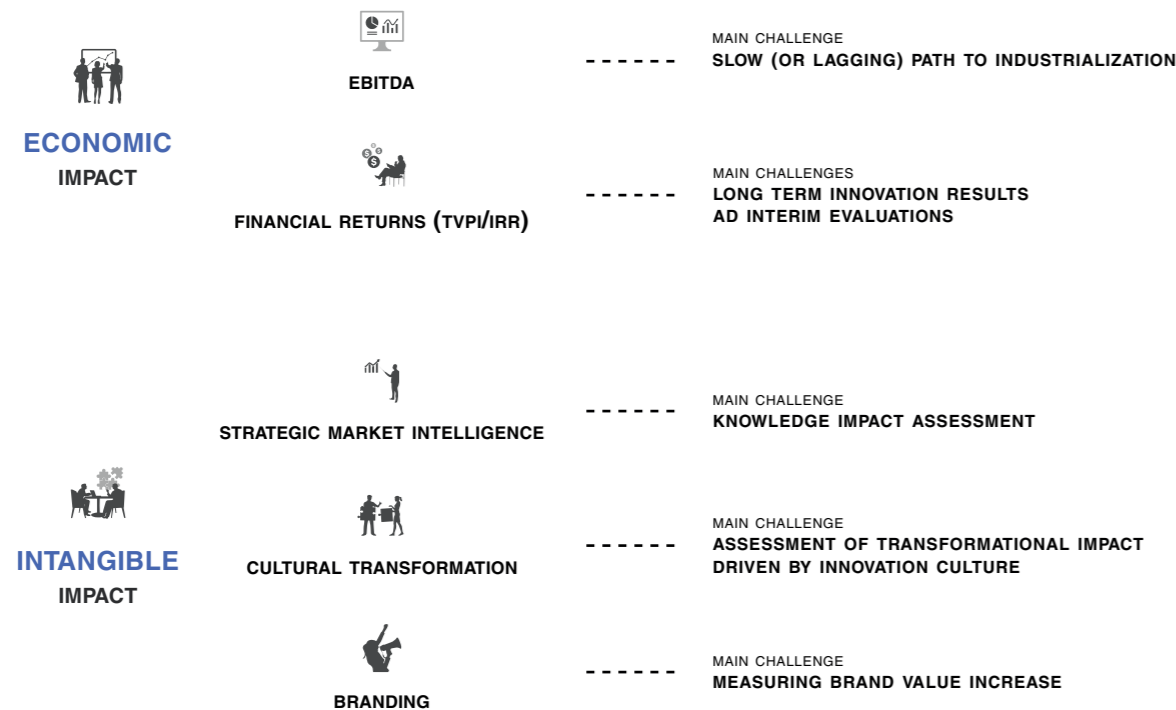 ECONOMIC
IMPACT
EBITDA
MAIN CHALLENGE
SLOW (OR LAGGING) PATH TO INDUSTRIALIZATION
FINANCIAL RETURNS (TVPI/IRR)
MAIN CHALLENGES
LONG TERM INNOVATION RESULTS
AD INTERIM EVALUATIONS
INTANGIBLE
IMPACT
STRATEGIC MARKET INTELLIGENCE
MAIN CHALLENGE
KNOWLEDGE IMPACT ASSESSMENT
CULTURAL TRANSFORMATION
MAIN CHALLENGE
ASSESSMENT OF TRANSFORMATIONAL IMPACT
DRIVEN BY INNOVATION CULTURE
BRANDING
MAIN CHALLENGE
MEASURING BRAND VALUE INCREASE